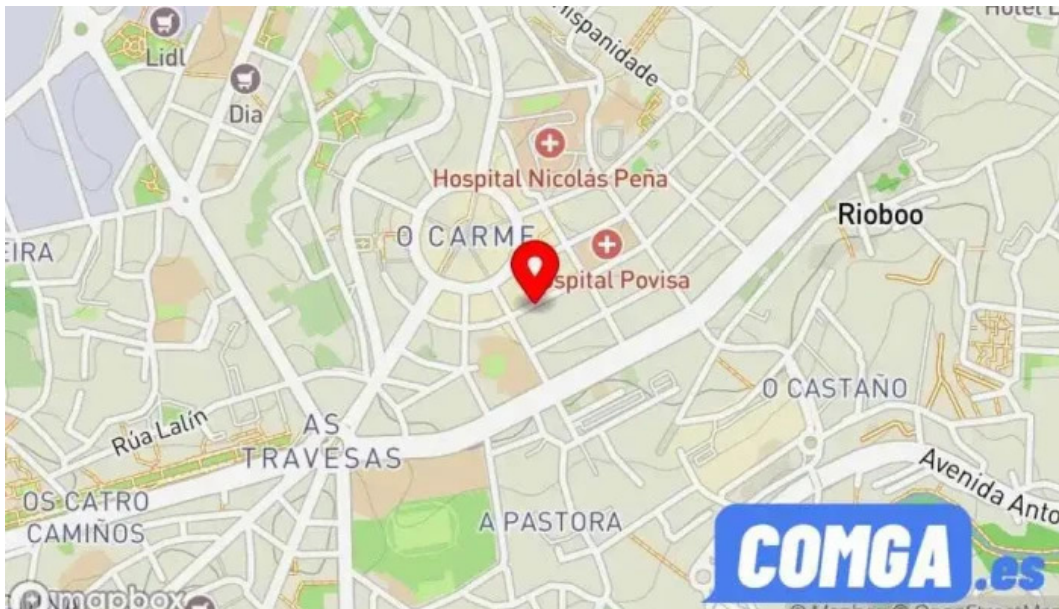 Hispanidade
Lidl
Dia
Hospital Nicolás Peña
Rioboo
O CARME
EIRA
spital Povisa
O CASTAÑO
Rúa Lalín
AS
TRAVESAS
Avenida Anto
OS CATRO
CAMIÑOS
A PASTORA
COMGA.es
mapbox